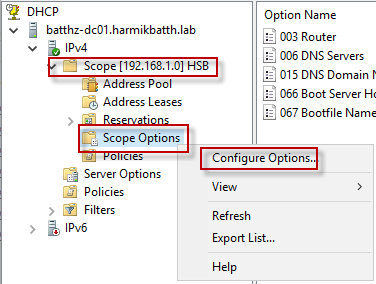 DHCP
batthz-dc01.harmikbatth.lab
IPv4
Scope [192.168.1.0] HSB
Address Pool
Address Leases
Reservations
Scope Options
Policies
Server Options
Policies
Filters
IPv6
Option Name
003 Router
006 DNS Servers
015 DNS Domain N
066 Boot Server Ho
067 Bootfile Name
Configure Options...
View
Refresh
Export List...
Help